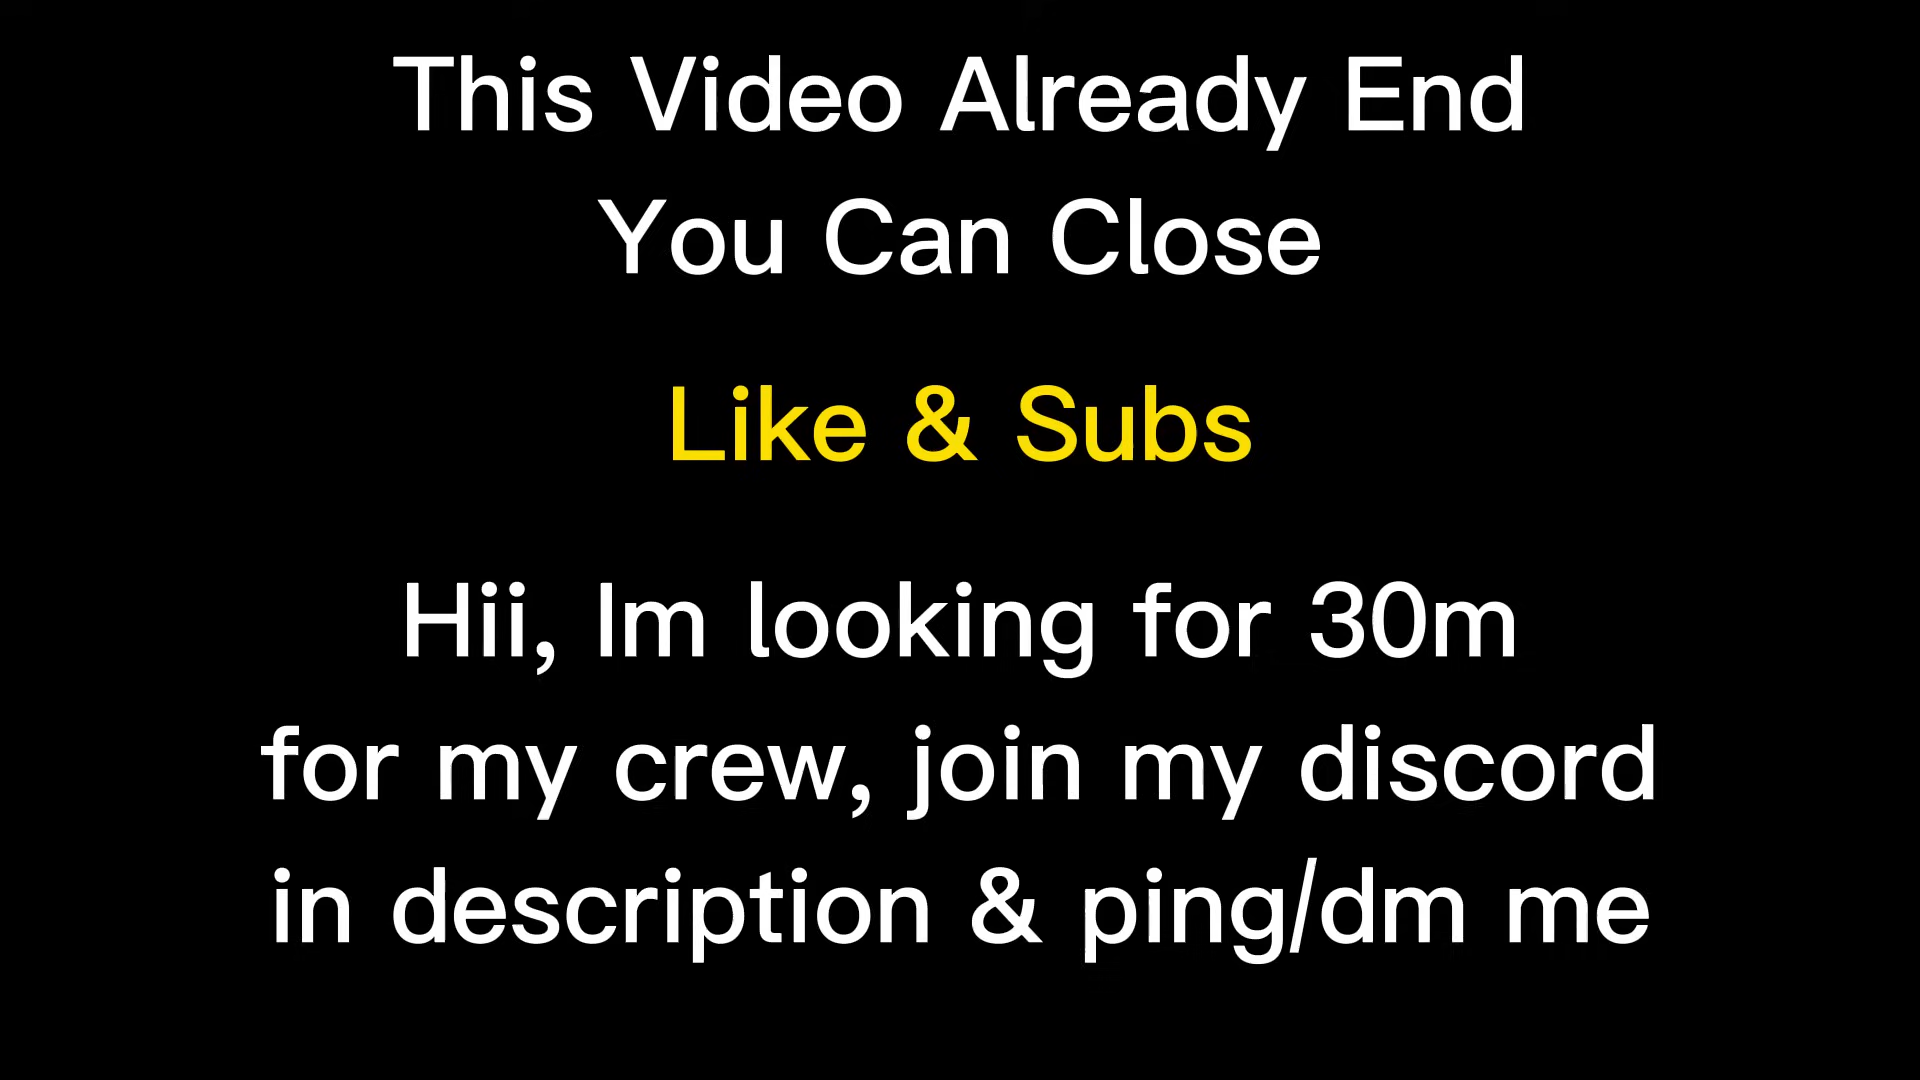 This Video Already End
You Can Close
Like & Subs
Hii, Im looking for 30m
for my crew, join my discord
in description & ping/dm me